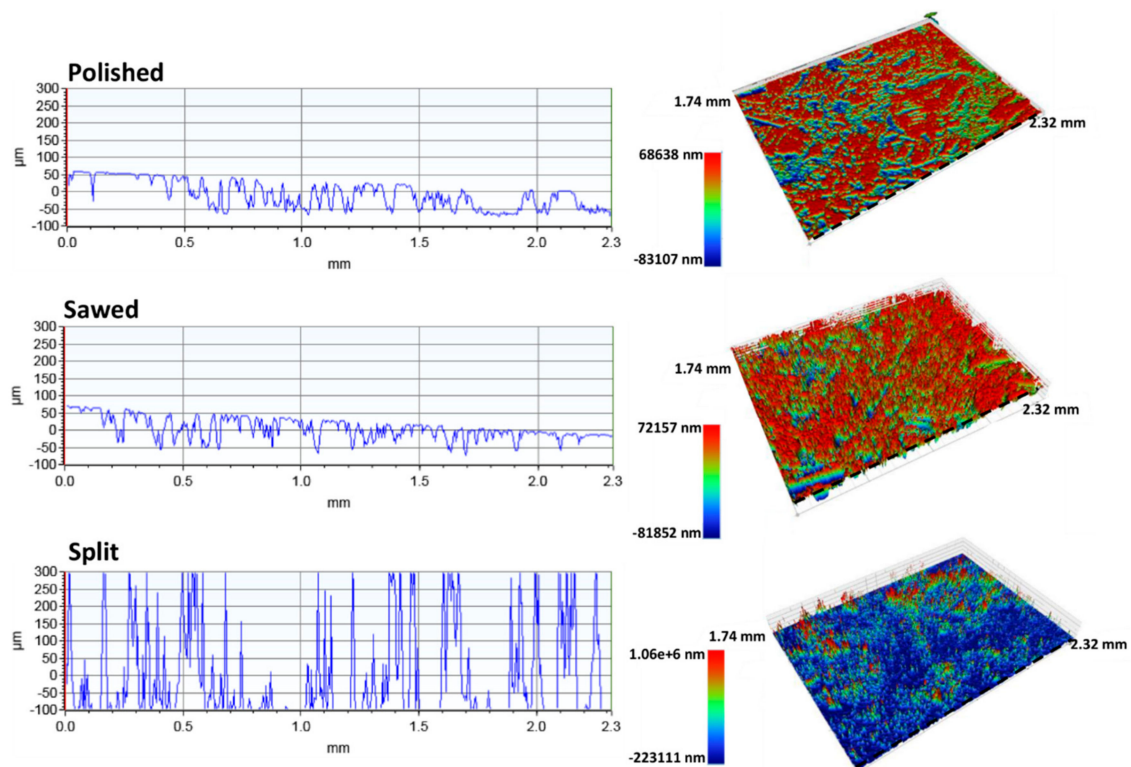 Polished
300
250
200
150
100
50
0
-50
-100
µm
0.0 0.5 1.0 1.5 2.0 2.3
mm
1.74 mm
2.32 mm
68638 nm
-83107 nm
Sawed
300
250
200
150
100
50
0
-50
-100
µm
0.0 0.5 1.0 1.5 2.0 2.3
mm
1.74 mm
2.32 mm
72157 nm
-81852 nm
Split
300
250
200
150
100
50
0
-50
-100
µm
0.0 0.5 1.0 1.5 2.0 2.3
mm
1.74 mm
2.32 mm
1.06e+6 nm
-223111 nm